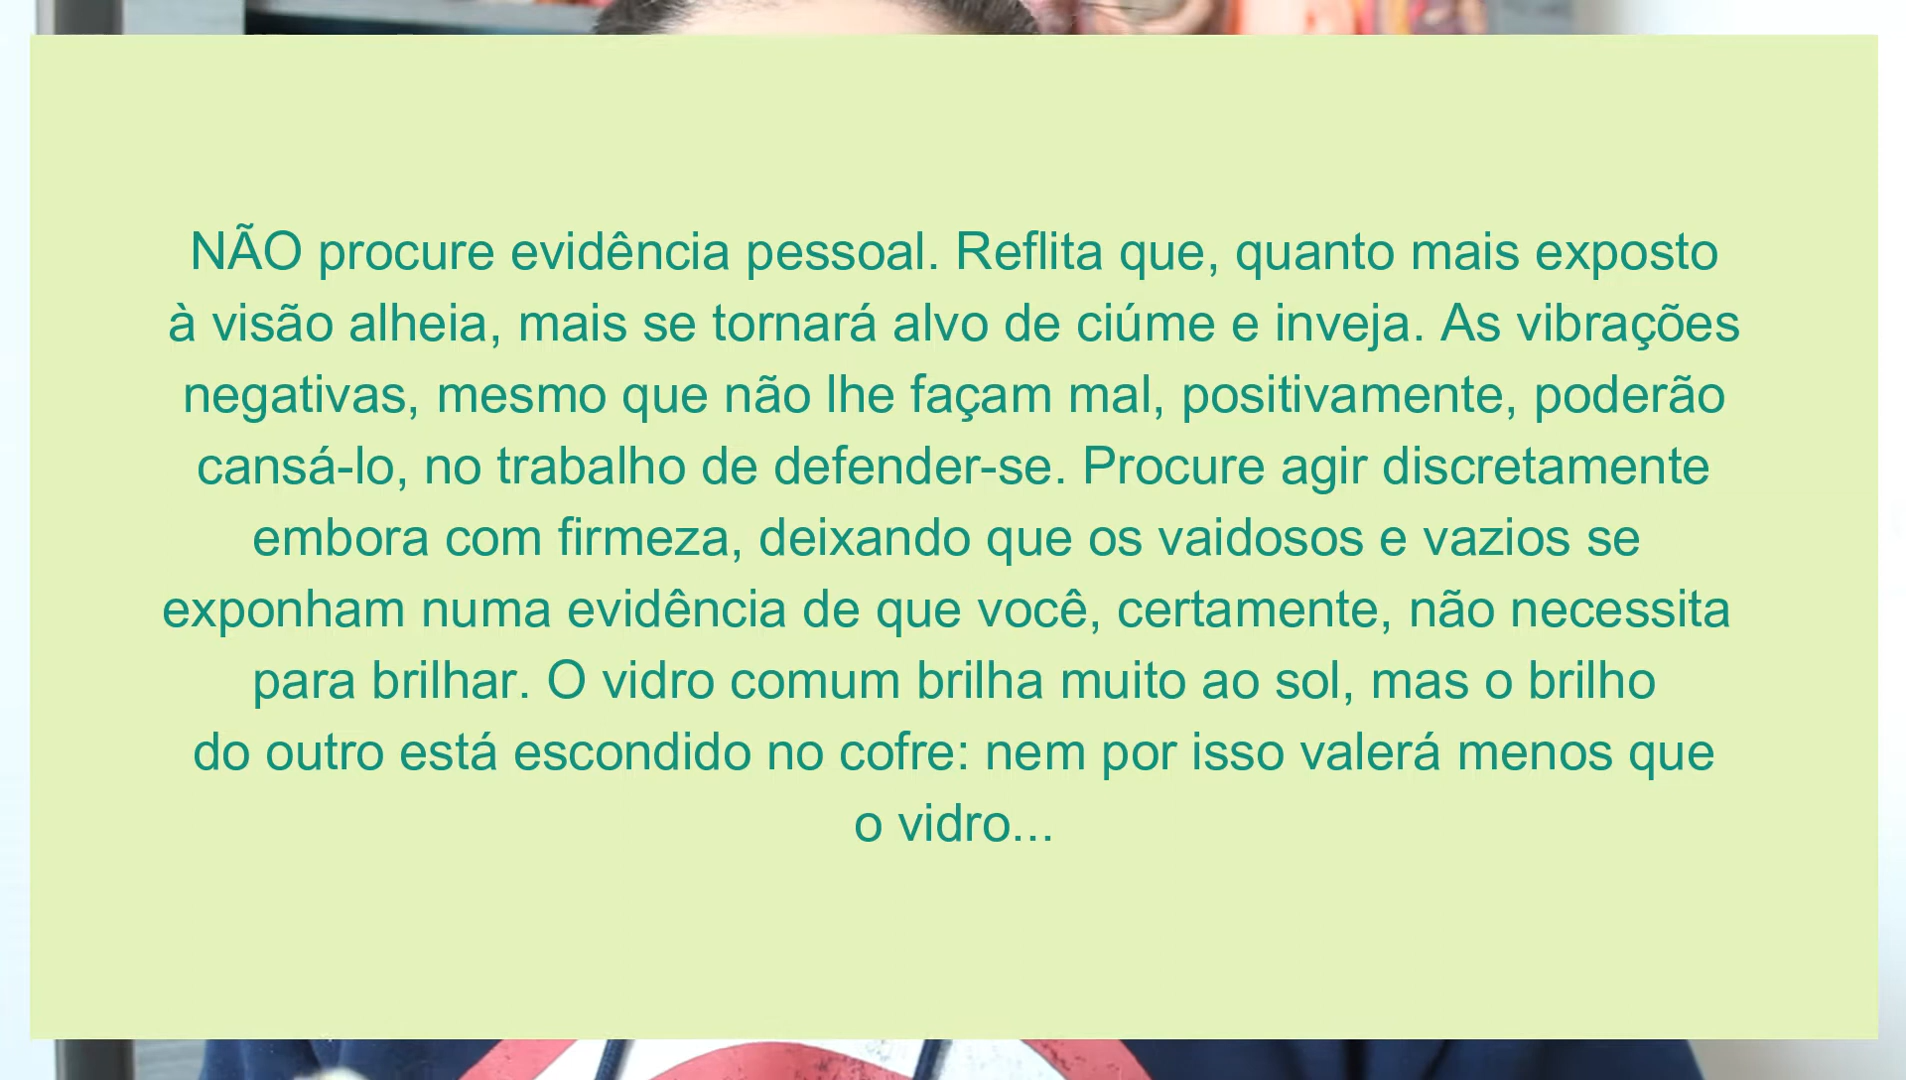 NÃO procure evidência pessoal. Reflita que, quanto mais exposto
à visão alheia, mais se tornará alvo de ciúme e inveja. As vibrações
negativas, mesmo que não lhe façam mal, positivamente, poderão
cansá-lo, no trabalho de defender-se. Procure agir discretamente
embora com firmeza, deixando que os vaidosos e vazios se
exponham numa evidência de que você, certamente, não necessita
para brilhar. O vidro comum brilha muito ao sol, mas o brilho
do outro está escondido no cofre: nem por isso valerá menos que
o vidro...